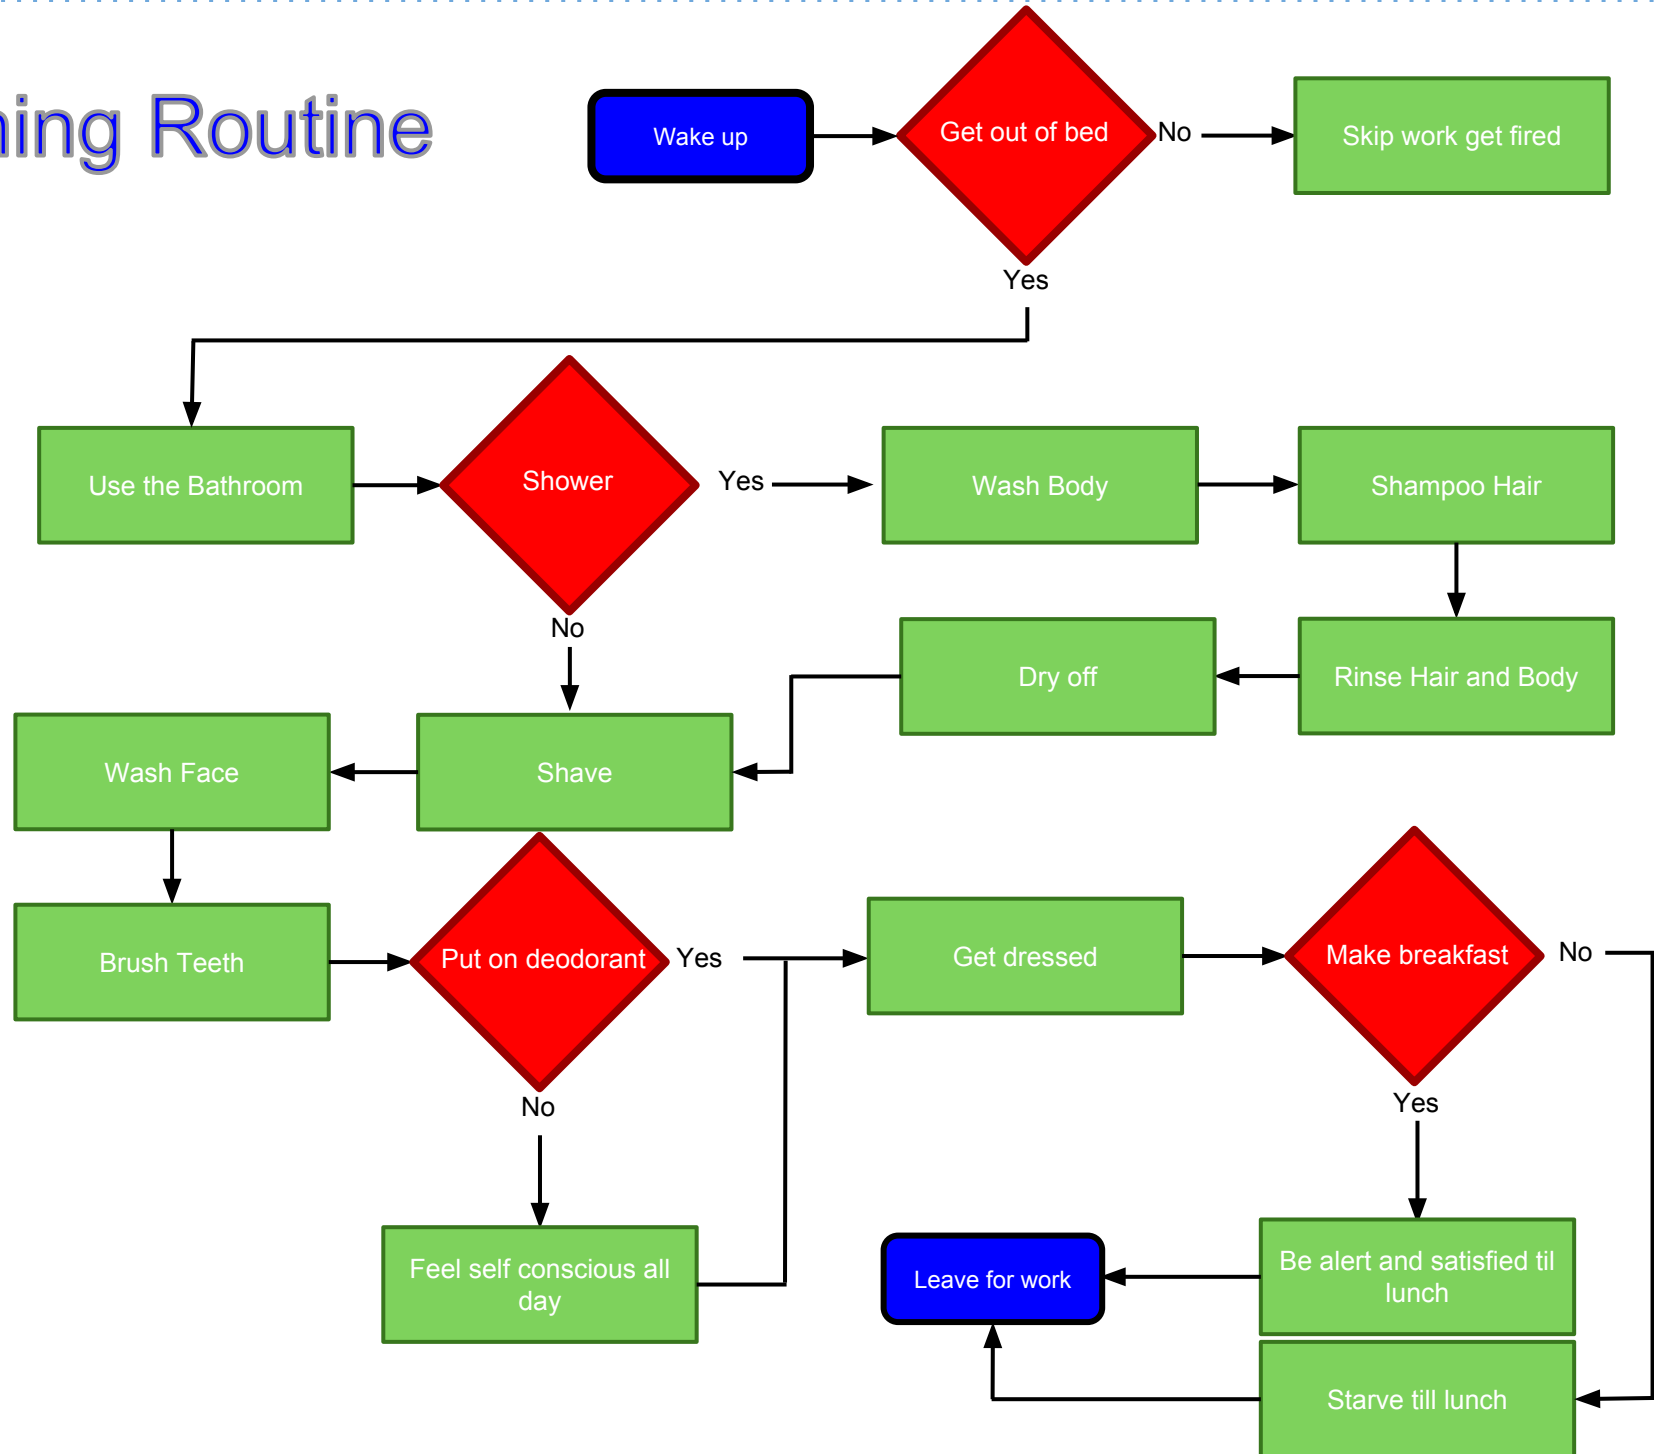 ning Routine
Wake up
Get out of bed
No
Skip work get fired
Yes
Use the Bathroom
Shower
Yes
Wash Body
Shampoo Hair
No
Dry off
Rinse Hair and Body
Wash Face
Shave
Brush Teeth
Put on deodorant
Yes
Get dressed
Make breakfast
No
No
Yes
Feel self conscious all
day
Leave for work
Be alert and satisfied til
lunch
Starve till lunch